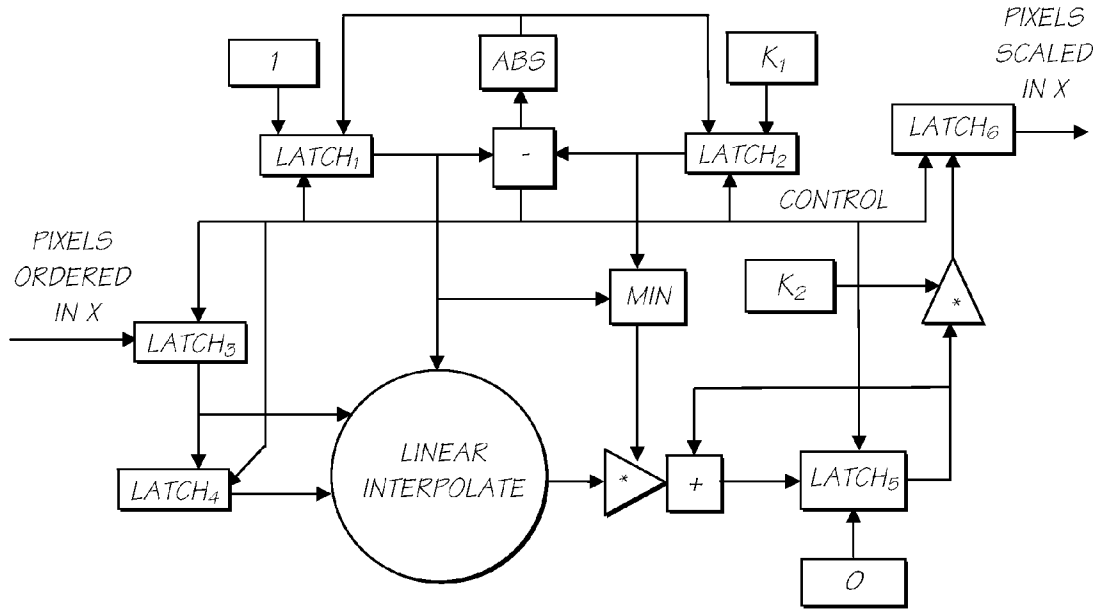 PIXELS
SCALED
IN X
1
ABS
K₁
LATCH₁
-
LATCH₂
LATCH₆
CONTROL
PIXELS
ORDERED
IN X
K₂
MIN
*
LATCH₃
LINEAR
INTERPOLATE
LATCH₄
*
+
LATCH₅
0